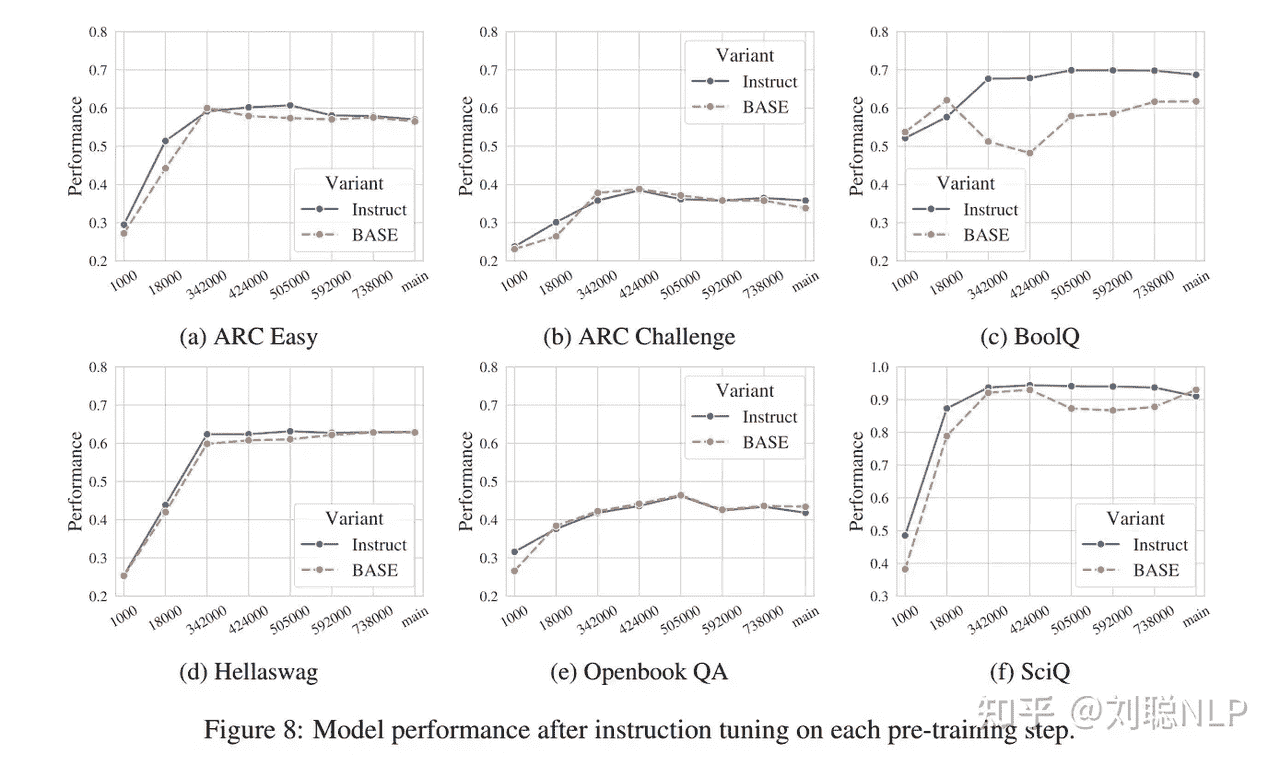 0.8
0.7
0.6
0.5
0.4
0.3
0.2
Performance
Variant
Instruct
BASE
1000
18000
342000
424000
505000
592000
738000
main
(a) ARC Easy
0.8
0.7
0.6
0.5
0.4
0.3
0.2
Performance
Variant
Instruct
BASE
1000
18000
342000
424000
505000
592000
738000
main
(b) ARC Challenge
0.8
0.7
0.6
0.5
0.4
0.3
0.2
Performance
Variant
Instruct
BASE
1000
18000
342000
424000
505000
592000
738000
main
(c) BoolQ
0.8
0.7
0.6
0.5
0.4
0.3
0.2
Performance
Variant
Instruct
BASE
1000
18000
342000
424000
505000
592000
738000
main
(d) Hellaswag
0.8
0.7
0.6
0.5
0.4
0.3
0.2
Performance
Variant
Instruct
BASE
1000
18000
342000
424000
505000
592000
738000
main
(e) Openbook QA
1.0
0.9
0.8
0.7
0.6
0.5
0.4
0.3
Performance
Variant
Instruct
BASE
1000
18000
342000
424000
505000
592000
738000
main
(f) SciQ
Figure 8: Model performance after instruction tuning on each pre-training step.
知乎 @刘聪NLP